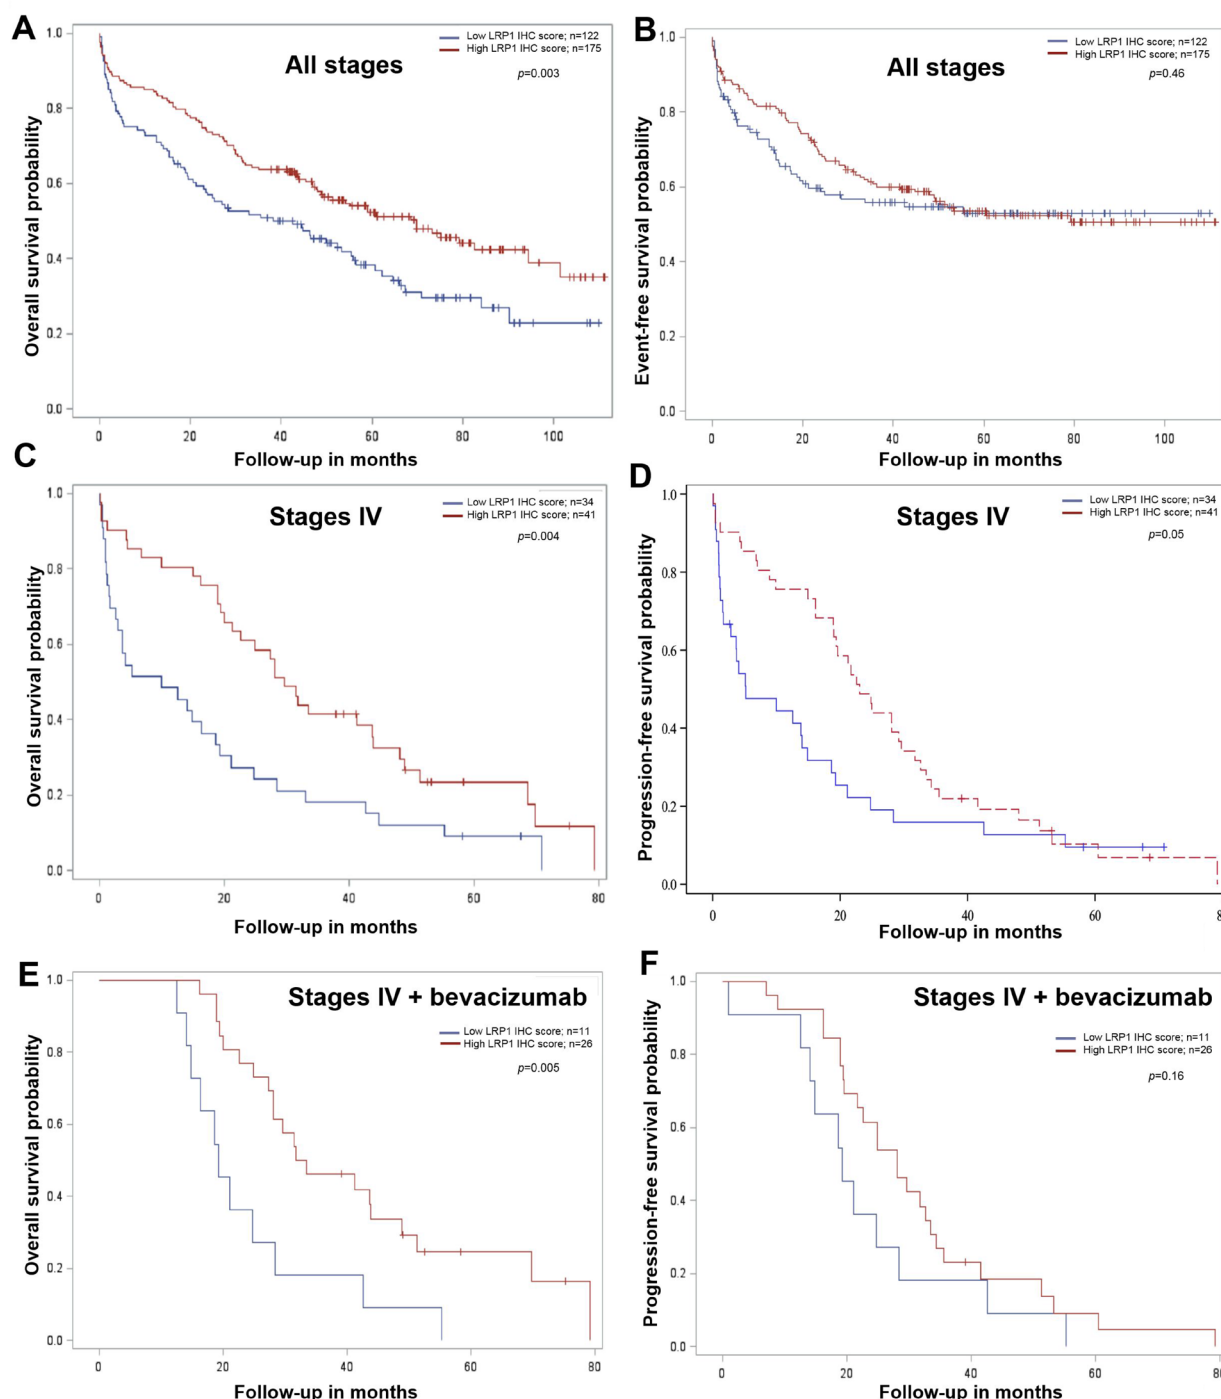 A
All stages
Low LRP1 IHC score; n=122
High LRP1 IHC score; n=175
p=0.003
Overall survival probability
1.0
0.8
0.6
0.4
0.2
0.0
0 20 40 60 80 100
Follow-up in months
B
All stages
Low LRP1 IHC score; n=122
High LRP1 IHC score; n=175
p=0.46
Event-free survival probability
1.0
0.8
0.6
0.4
0.2
0.0
0 20 40 60 80 100
Follow-up in months
C
Stages IV
Low LRP1 IHC score; n=34
High LRP1 IHC score; n=41
p=0.004
Overall survival probability
1.0
0.8
0.6
0.4
0.2
0.0
0 20 40 60 80
Follow-up in months
D
Stages IV
Low LRP1 IHC score; n=34
High LRP1 IHC score; n=41
p=0.05
Progression-free survival probability
1.0
0.8
0.6
0.4
0.2
0.0
0 20 40 60
Follow-up in months
E
Stages IV + bevacizumab
Low LRP1 IHC score; n=11
High LRP1 IHC score; n=26
p=0.005
Overall survival probability
1.0
0.8
0.6
0.4
0.2
0.0
0 20 40 60 80
Follow-up in months
F
Stages IV + bevacizumab
Low LRP1 IHC score; n=11
High LRP1 IHC score; n=26
p=0.16
Progression-free survival probability
1.0
0.8
0.6
0.4
0.2
0.0
0 20 40 60
Follow-up in months